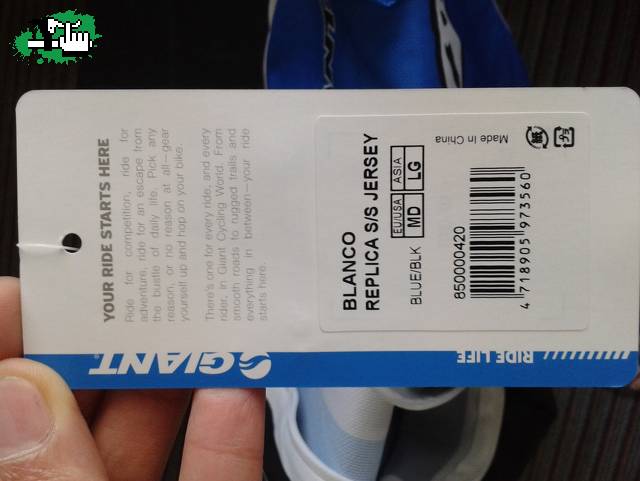 YOUR RIDE STARTS HERE
Ride for competition, ride for
adventure, ride for an escape from
the bustle of daily life. Pick any
reason, or no reason at all—gear
yourself up and hop on your bike.
There's one for every ride, and every
rider, in Giant Cycling World. From
smooth roads to rugged trails and
everything in between—your ride
starts here.
BLANCO
REPLICA S/S JERSEY
EU/USA ASIA
MD LG
BLUE/BLK
850000420
4 718905 973560
Made in China
GIANT
RIDE LIFE